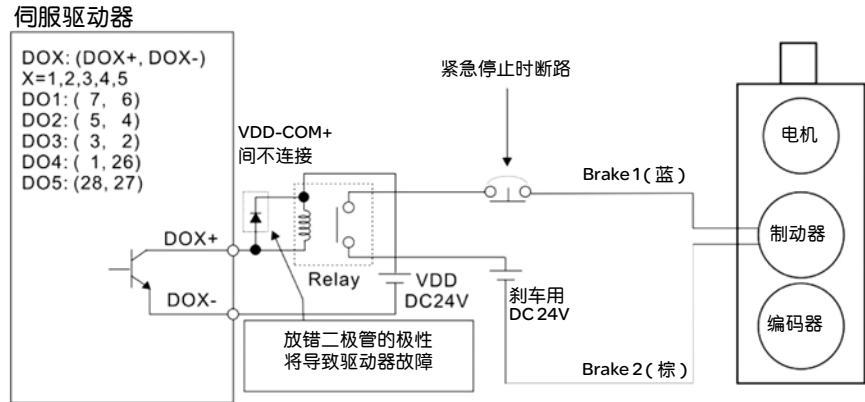 伺服驱动器
DOX: (DOX+, DOX-)
X=1,2,3,4,5
DO1: ( 7, 6)
DO2: ( 5, 4)
DO3: ( 3, 2)
DO4: ( 1, 26)
DO5: (28, 27)
VDD-COM+
间不连接
紧急停止时断路
DOX+
DOX-
Relay
VDD
DC24V
放错二极管的极性
将导致驱动器故障
刹车用
DC 24V
Brake1 ( 蓝 )
Brake 2 ( 棕 )
电机
制动器
编码器